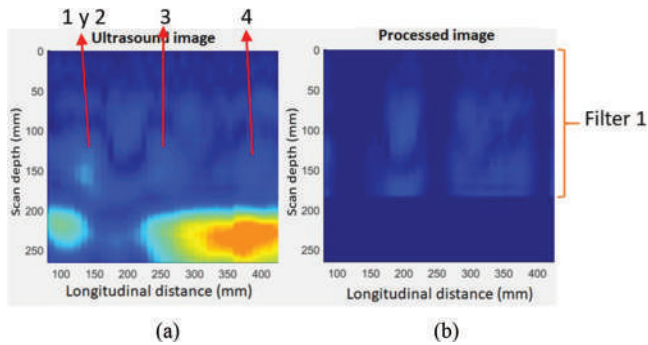 1 y 2 3 4
Ultrasound image
Processed image
0
50
100
150
200
250
Scan depth (mm)
100 150 200 250 300 350 400
Longitudinal distance (mm)
0
50
100
150
200
250
Scan depth (mm)
100 150 200 250 300 350 400
Longitudinal distance (mm)
Filter 1
(a)
(b)